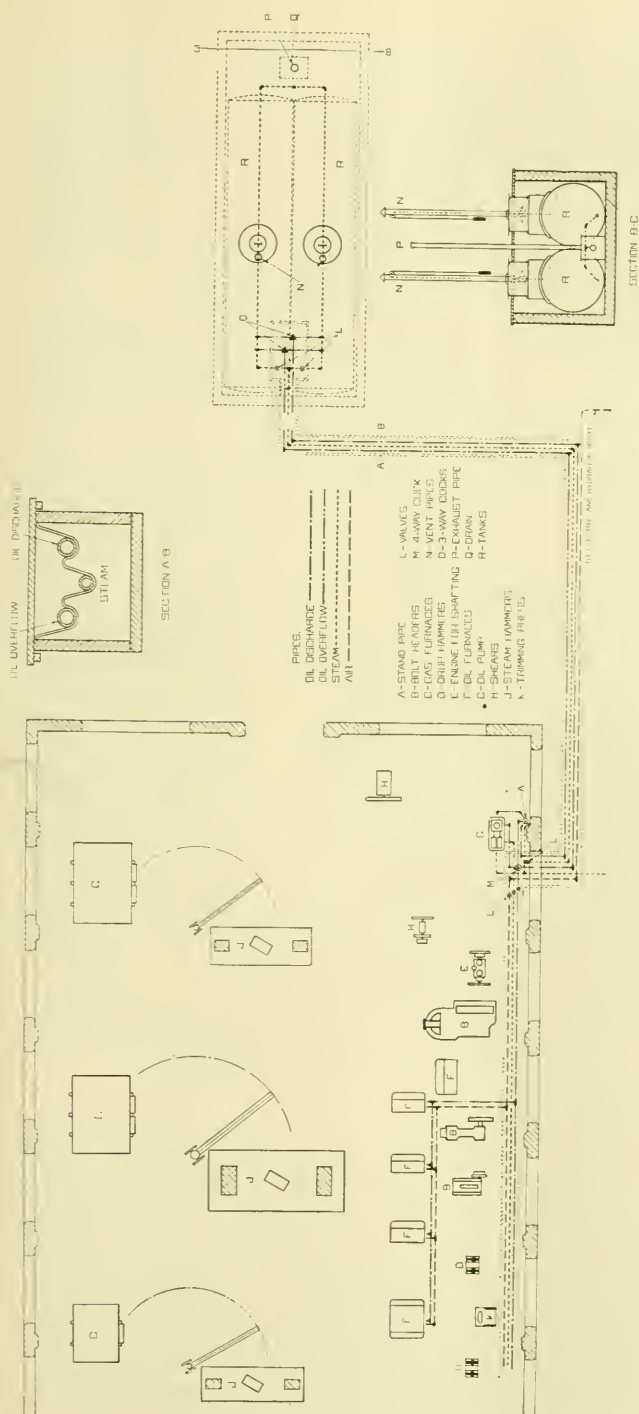 OIL OVERFLOW OIL DISCHARGE
STEAM
SECTION A B
PIPES.
OIL DISCHARGE
OIL OVERFLOW
STEAM
AIR
A-STAND PIPE
B-BOLT HEADERS
C-GAS FURNACES
D-DROP HAMMERS
E-ENGINE FOR SHAFTING
F-OIL FURNACES
G-OIL PUMP
H-SHEARS
J-STEAM HAMMERS
K-TRIMMING PRESS
L-VALVES
M 4-WAY COCK
N-VENT PIPES
O-3-WAY COCKS
P-EXHAUST PIPE
Q-DRAIN
R-TANKS
P Q
C
B
R
R
N
O
L
N
P
N
R
Q
R
SECTION B-C
A B
C
J
J
C
J
H
H
E
B
F
F
F
F
F
B
B
D
K
G
A
M
L
L